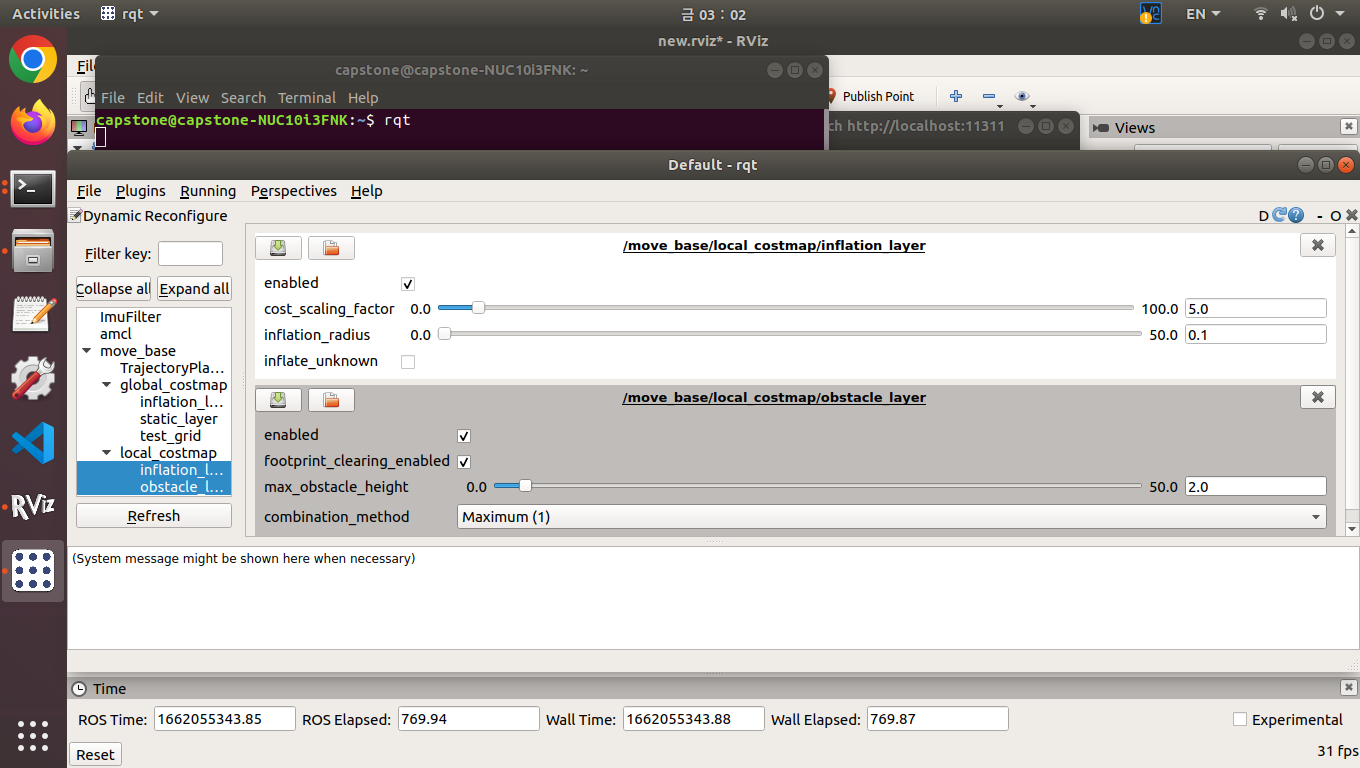 Activities rqt 금 03 : 02 EN
new.rviz* - RViz
capstone@capstone-NUC10i3FNK: ~
File Edit View Search Terminal Help
Publish Point
capstone@capstone-NUC10i3FNK:~$ rqt
ch http://localhost:11311
Views
Default - rqt
File Plugins Running Perspectives Help
Dynamic Reconfigure
D - O
Filter key:
Collapse all Expand all
ImuFilter
amcl
move_base
TrajectoryPla...
global_costmap
inflation_l...
static_layer
test_grid
local_costmap
inflation_l...
obstacle_l...
Refresh
/move_base/local_costmap/inflation_layer
enabled
cost_scaling_factor 0.0 100.0 5.0
inflation_radius 0.0 50.0 0.1
inflate_unknown
/move_base/local_costmap/obstacle_layer
enabled
footprint_clearing_enabled
max_obstacle_height 0.0 50.0 2.0
combination_method Maximum (1)
(System message might be shown here when necessary)
Time
ROS Time: 1662055343.85 ROS Elapsed: 769.94 Wall Time: 1662055343.88 Wall Elapsed: 769.87 Experimental
Reset 31 fps
RViz